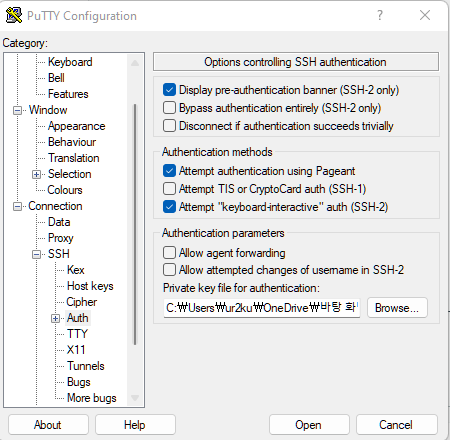 PuTTY Configuration
Category:
Keyboard
Bell
Features
Window
Appearance
Behaviour
Translation
Selection
Colours
Connection
Data
Proxy
SSH
Kex
Host keys
Cipher
Auth
TTY
X11
Tunnels
Bugs
More bugs
Options controlling SSH authentication
Display pre-authentication banner (SSH-2 only)
Bypass authentication entirely (SSH-2 only)
Disconnect if authentication succeeds trivially
Authentication methods
Attempt authentication using Pageant
Attempt TIS or CryptoCard auth (SSH-1)
Attempt "keyboard-interactive" auth (SSH-2)
Authentication parameters
Allow agent forwarding
Allow attempted changes of username in SSH-2
Private key file for authentication:
C:₩Users₩ur2ku₩OneDrive₩바탕 화
Browse...
About
Help
Open
Cancel